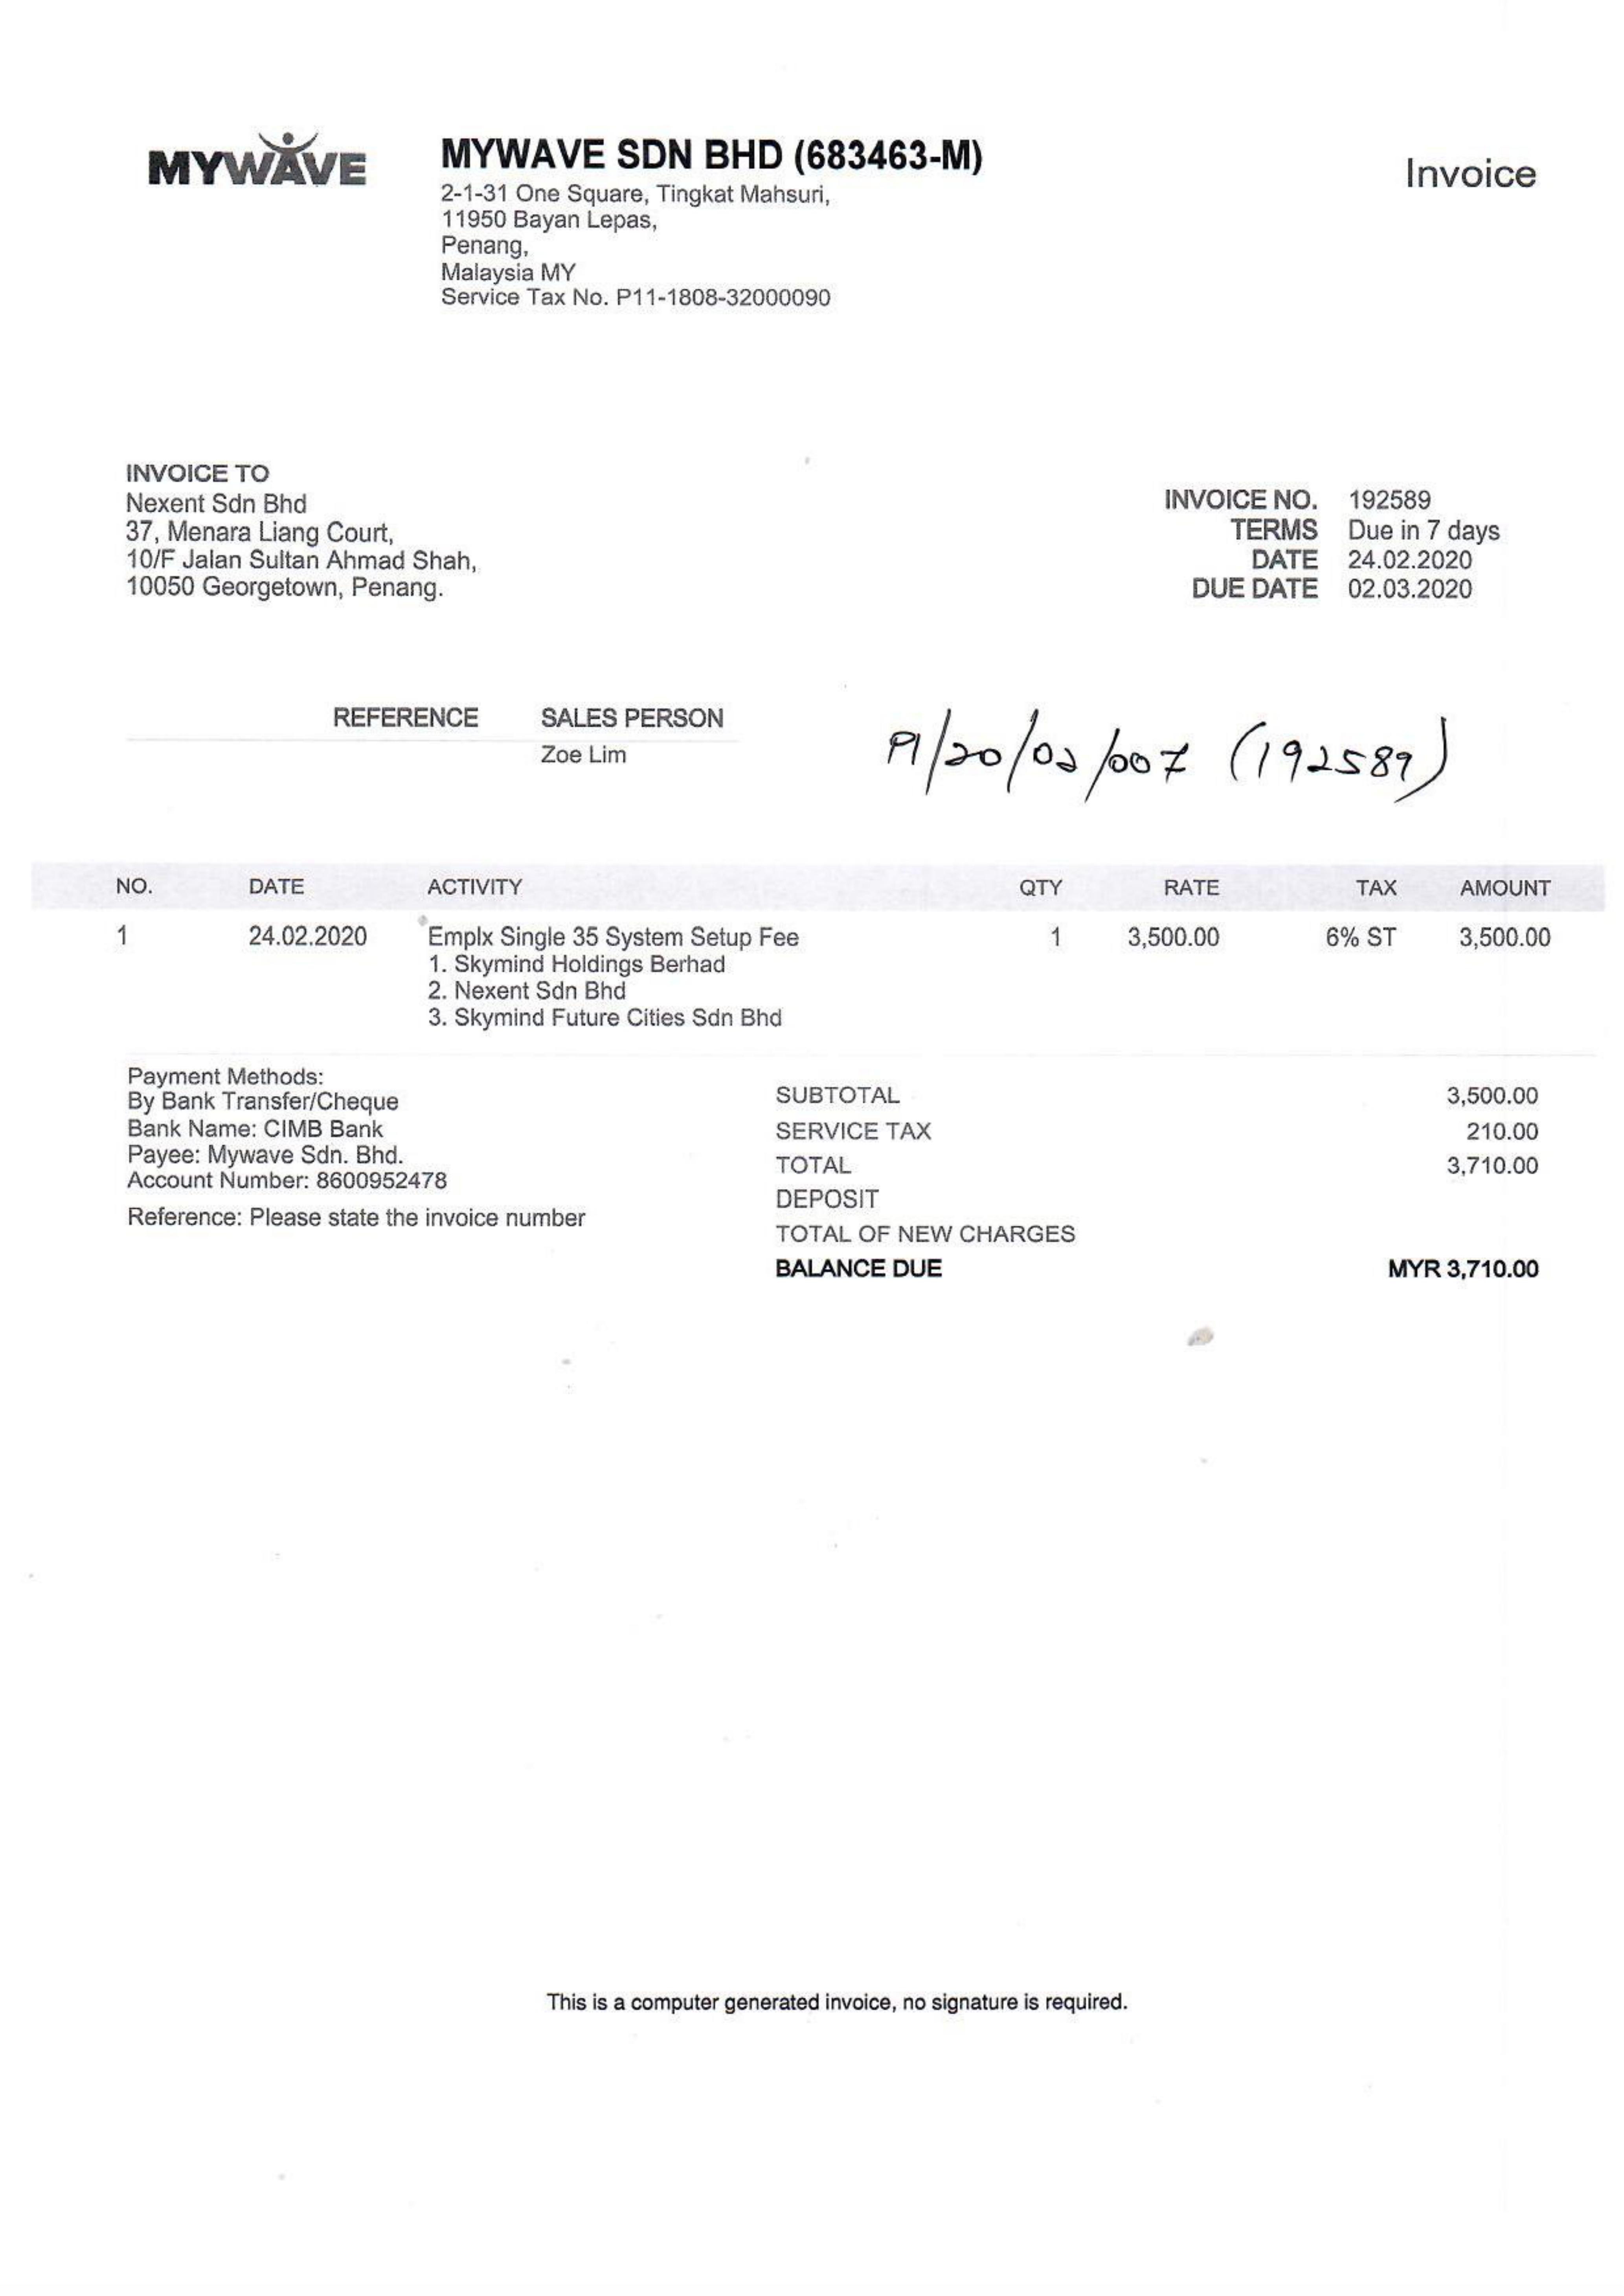 MYWAVE
MYWAVE SDN BHD (683463-M)
Invoice
2-1-31 One Square, Tingkat Mahsuri,
11950 Bayan Lepas,
Penang,
Malaysia MY
Service Tax No. P11-1808-32000090
INVOICE TO
Nexent Sdn Bhd
37, Menara Liang Court,
10/F Jalan Sultan Ahmad Shah,
10050 Georgetown, Penang.
INVOICE NO. 192589
TERMS Due in 7 days
DATE 24.02.2020
DUE DATE 02.03.2020
REFERENCE SALES PERSON
Zoe Lim
PI/20/02/007 (192589)
NO. DATE ACTIVITY QTY RATE TAX AMOUNT
1 24.02.2020 Emplx Single 35 System Setup Fee 1 3,500.00 6% ST 3,500.00
1. Skymind Holdings Berhad
2. Nexent Sdn Bhd
3. Skymind Future Cities Sdn Bhd
Payment Methods:
By Bank Transfer/Cheque
Bank Name: CIMB Bank
Payee: Mywave Sdn. Bhd.
Account Number: 8600952478
Reference: Please state the invoice number
SUBTOTAL 3,500.00
SERVICE TAX 210.00
TOTAL 3,710.00
DEPOSIT
TOTAL OF NEW CHARGES
BALANCE DUE MYR 3,710.00
This is a computer generated invoice, no signature is required.